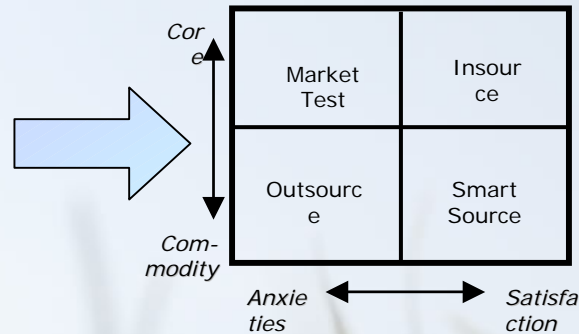 Cor
e
Market
Test
Insour
ce
Outsourc
e
Smart
Source
Com-
modity
Anxie
ties
Satisfa
ction